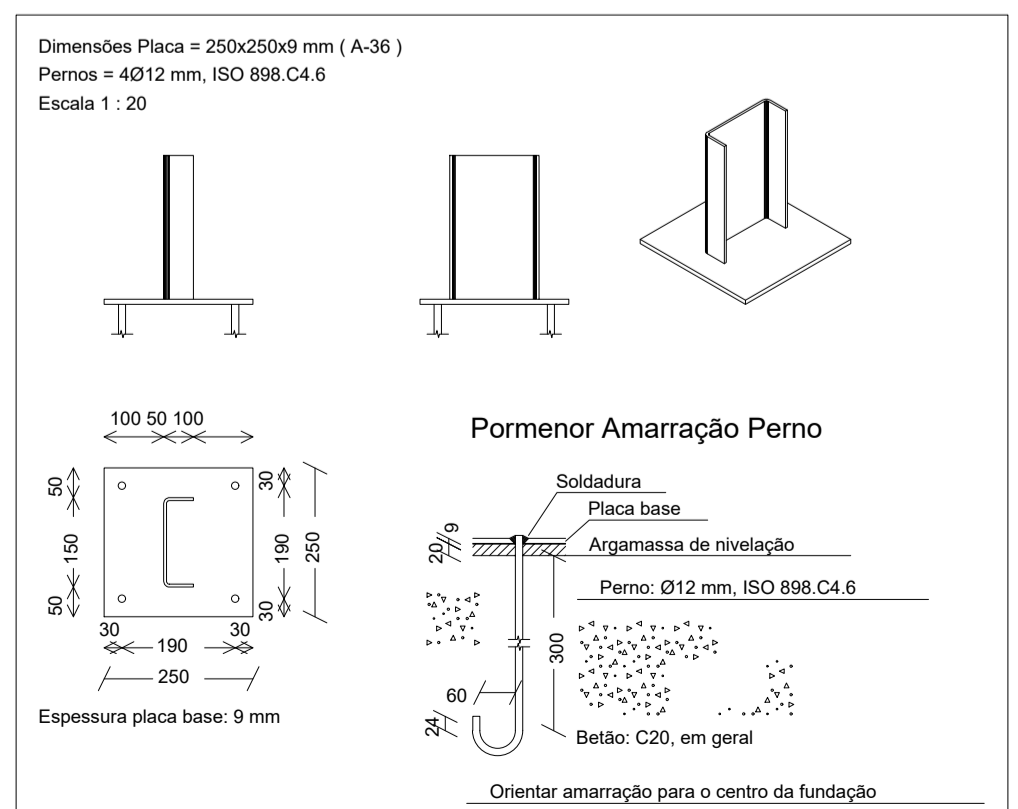 Dimensões Placa = 250x250x9 mm ( A-36 )
Pernos = 4Ø12 mm, ISO 898.C4.6
Escala 1 : 20
100 50 100
50
150
50
30
190
30
250
30
30
190
250
Espessura placa base: 9 mm
Pormenor Amarração Perno
Soldadura
Placa base
Argamassa de nivelação
Perno: Ø12 mm, ISO 898.C4.6
9
20
300
60
24
Betão: C20, em geral
Orientar amarração para o centro da fundação